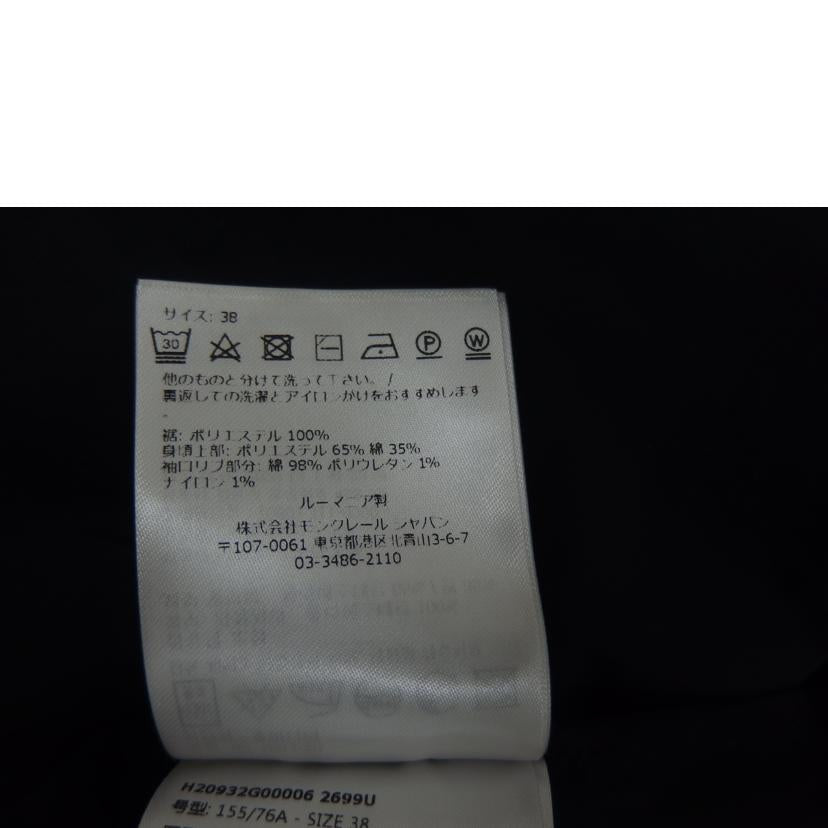 サイズ: 38
30
P
W
他のものと分けて洗って下さい。/
裏返しての洗濯とアイロンかけをおすすめします
-
裾: ポリエステル 100%
身頃上部: ポリエステル 65% 綿 35%
袖口リブ部分: 綿 98% ポリウレタン 1%
ナイロン 1%
ルーマニア製
株式会社モンクレール ジャパン
〒107-0061 東京都港区北青山3-6-7
03-3486-2110
H20932G00006 2699U
号型: 155/76A - SIZE 38